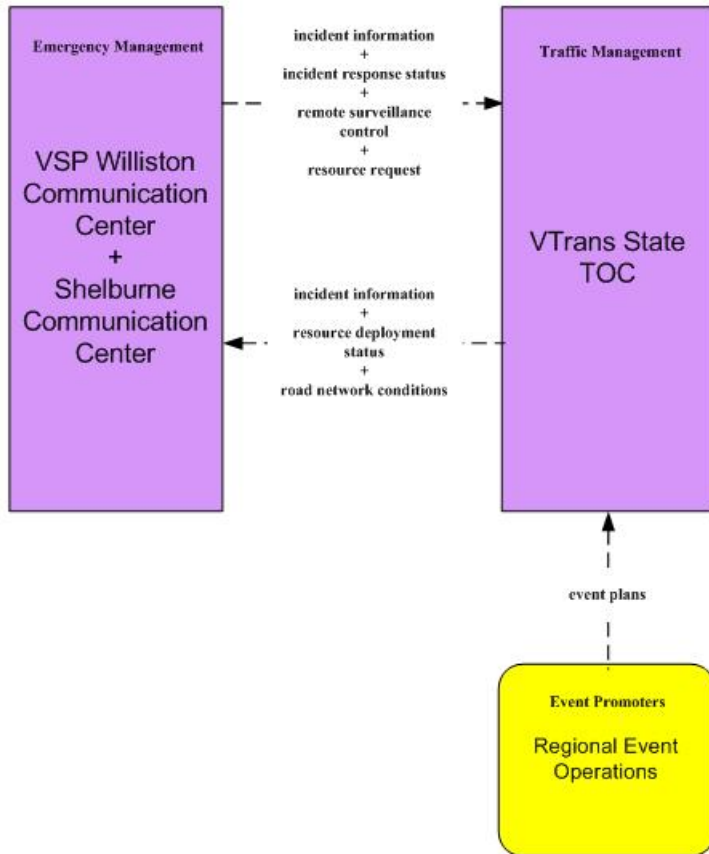 Emergency Management
VSP Williston
Communication
Center
+
Shelburne
Communication
Center
incident information
+
incident response status
+
remote surveillance
control
+
resource request
incident information
+
resource deployment
status
+
road network conditions
Traffic Management
VTrans State
TOC
event plans
Event Promoters
Regional Event
Operations